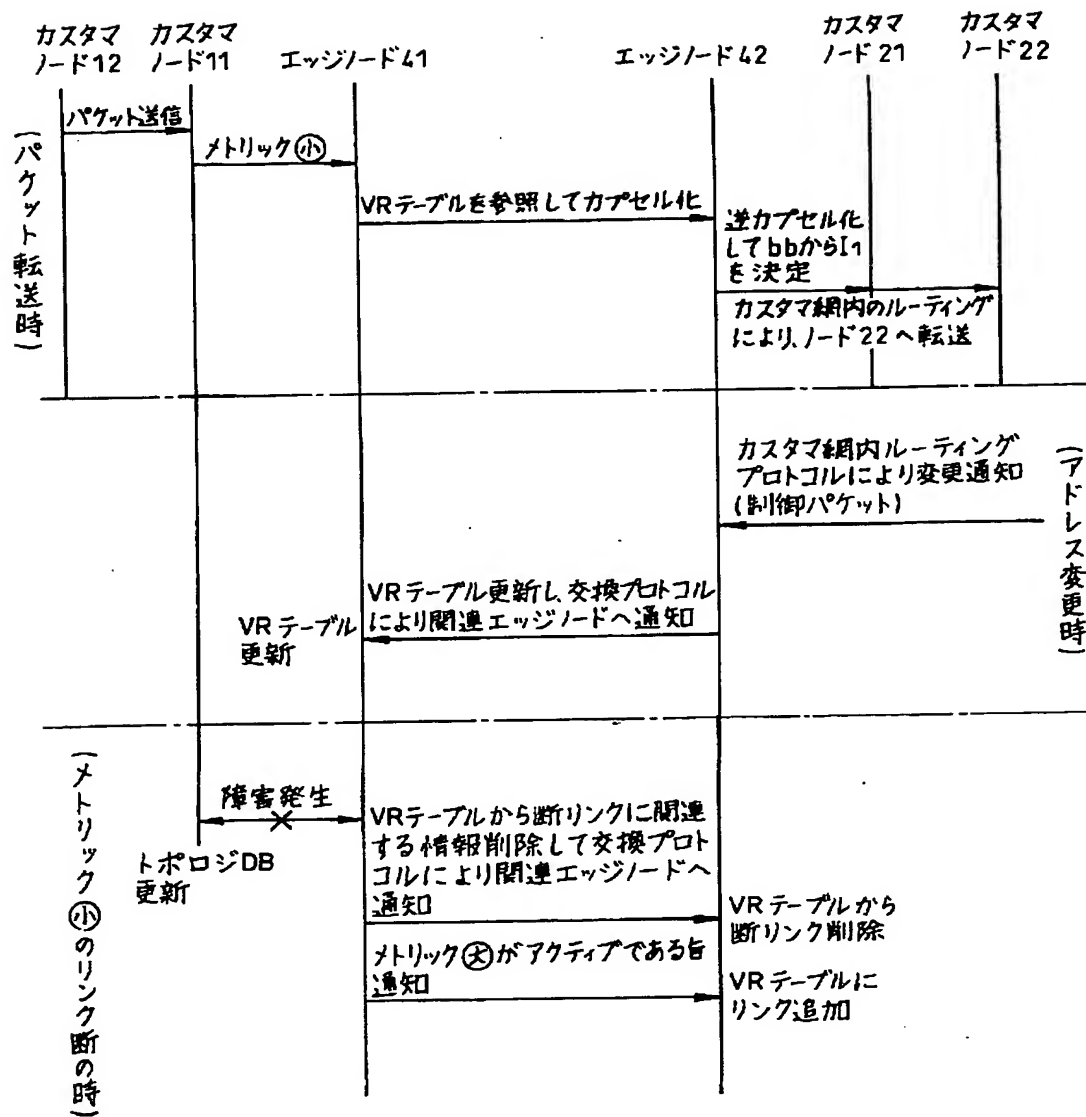 カスタマ
ノード12
カスタマ
ノード11
エッジノード41
エッジノード42
カスタマ
ノード21
カスタマ
ノード22
(パケット転送時)
パケット送信
メトリック㊥小
VRテーブルを参照してカプセル化
逆カプセル化
してbbからI1
を決定
カスタマ網内のルーティング
により、ノード22へ転送
(アドレス変更時)
カスタマ網内ルーティング
プロトコルにより変更通知
(制御パケット)
VRテーブル更新し、交換プロトコル
により関連エッジノードへ通知
VRテーブル
更新
(メトリック小のリンク断の時)
障害発生
トポロジDB
更新
VRテーブルから断リンクに関連
する情報削除して交換プロト
コルにより関連エッジノードへ
通知
VRテーブルから
断リンク削除
メトリック大がアクティブである旨
通知
VRテーブルに
リンク追加